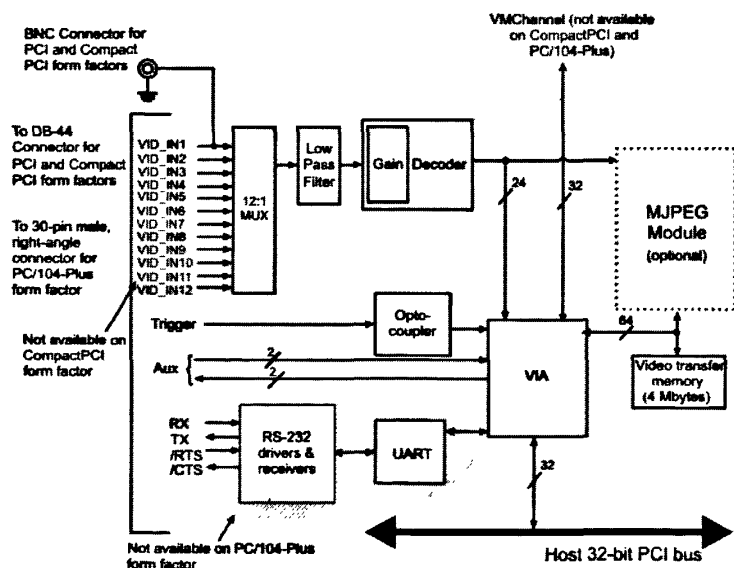 BNC Connector for
PCI and Compact
PCI form factors
VMChannel (not available
on CompactPCI and
PC/104-Plus)
To DB-44
Connector for
PCI and Compact
PCI form factors
To 30-pin male,
right-angle
connector for
PC/104-Plus
form factor
Not available on
CompactPCI
form factor
VID_IN1
VID_IN2
VID_IN3
VID_IN4
VID_IN5
VID_IN6
VID_IN7
VID_IN8
VID_IN9
VID_IN10
VID_IN11
VID_IN12
12:1
MUX
Low
Pass
Filter
Gain
Decoder
24
32
MJPEG
Module
(optional)
Trigger
Opto-
coupler
Aux
2
2
VIA
64
Video transfer
memory
(4 Mbytes)
RX
TX
/RTS
/CTS
RS-232
drivers &
receivers
UART
32
Not available on PC/104-Plus
form factor
Host 32-bit PCI bus